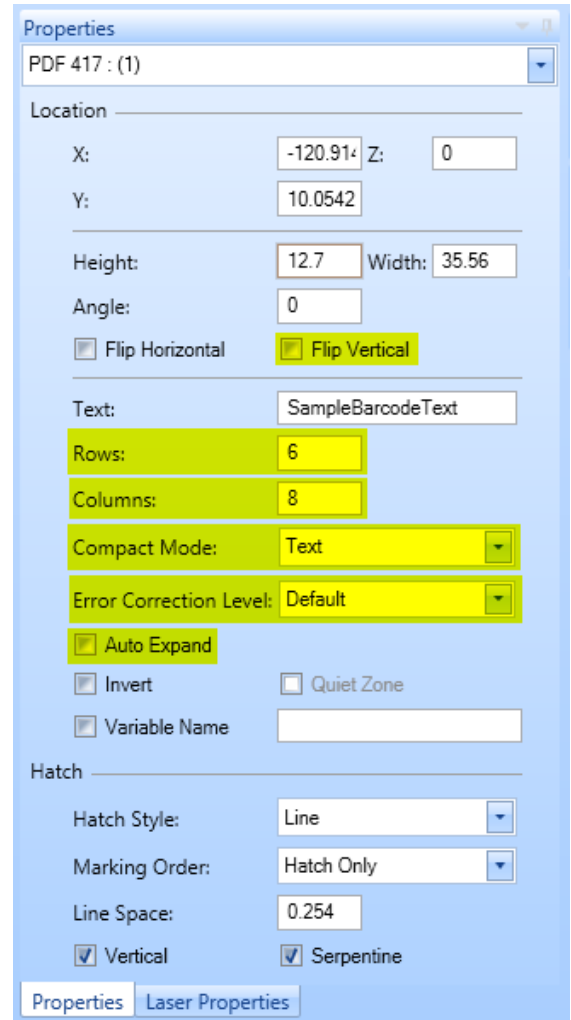 Properties
PDF 417 : (1)
Location
X: -120.914 Z: 0
Y: 10.0542
Height: 12.7 Width: 35.56
Angle: 0
Flip Horizontal Flip Vertical
Text: SampleBarcodeText
Rows: 6
Columns: 8
Compact Mode: Text
Error Correction Level: Default
Auto Expand
Invert Quiet Zone
Variable Name
Hatch
Hatch Style: Line
Marking Order: Hatch Only
Line Space: 0.254
Vertical Serpentine
Properties Laser Properties